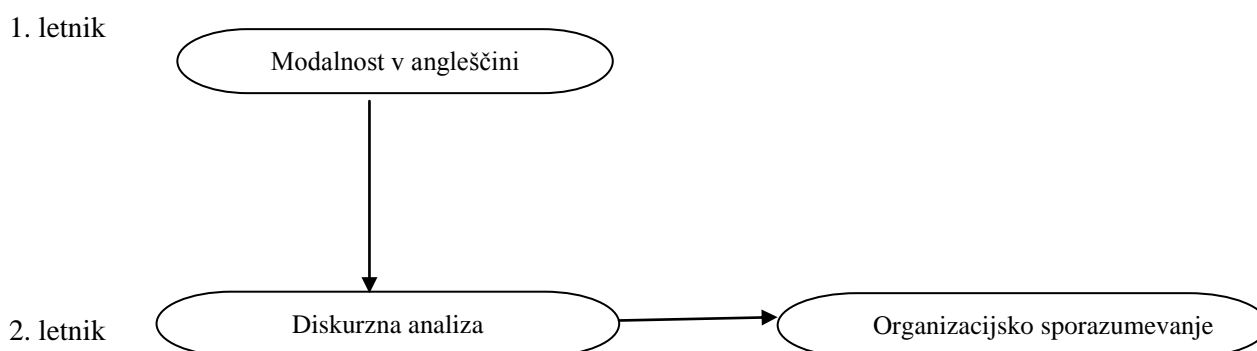 1. letnik
Modalnost v angleščini
2. letnik
Diskurzna analiza
Organizacijsko sporazumevanje